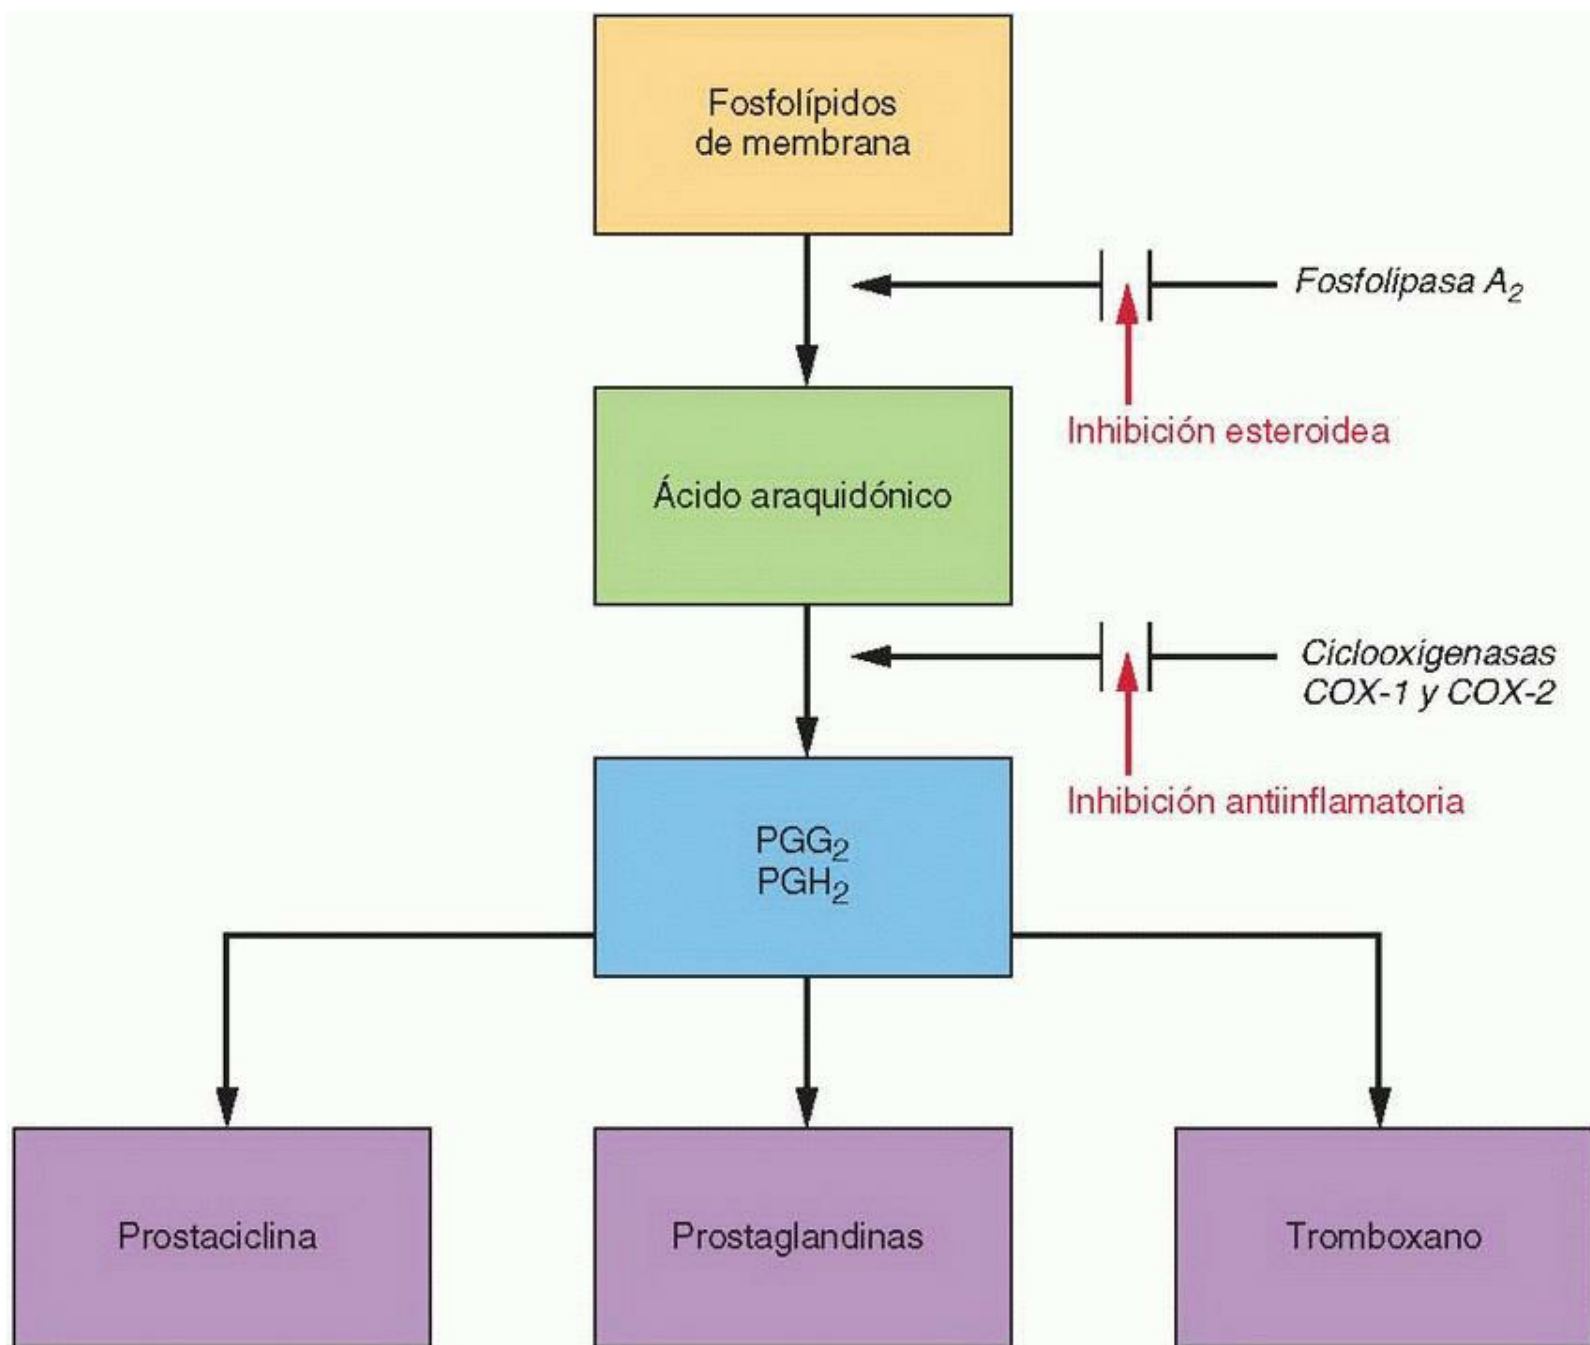 Fosfolípidos
de membrana
Fosfolipasa A₂
Inhibición esteroidea
Ácido araquidónico
Ciclooxigenasas
COX-1 y COX-2
Inhibición antiinflamatoria
PGG₂
PGH₂
Prostaciclina
Prostaglandinas
Tromboxano